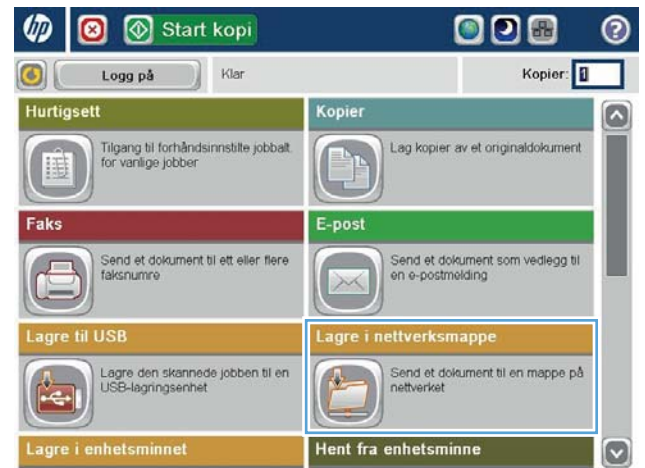 hp
Start kopi
?
Logg på
Klar
Kopier: 1
Hurtigsett
Tilgang til forhåndsinnstilte jobbalt.
for vanlige jobber
Kopier
Lag kopier av et originaldokument
Faks
Send et dokument til ett eller flere
faksnumre
E-post
Send et dokument som vedlegg til
en e-postmelding
Lagre til USB
Lagre den skannede jobben til en
USB-lagringsenhet
Lagre i nettverksmappe
Send et dokument til en mappe på
nettverket
Lagre i enhetsminnet
Hent fra enhetsminne